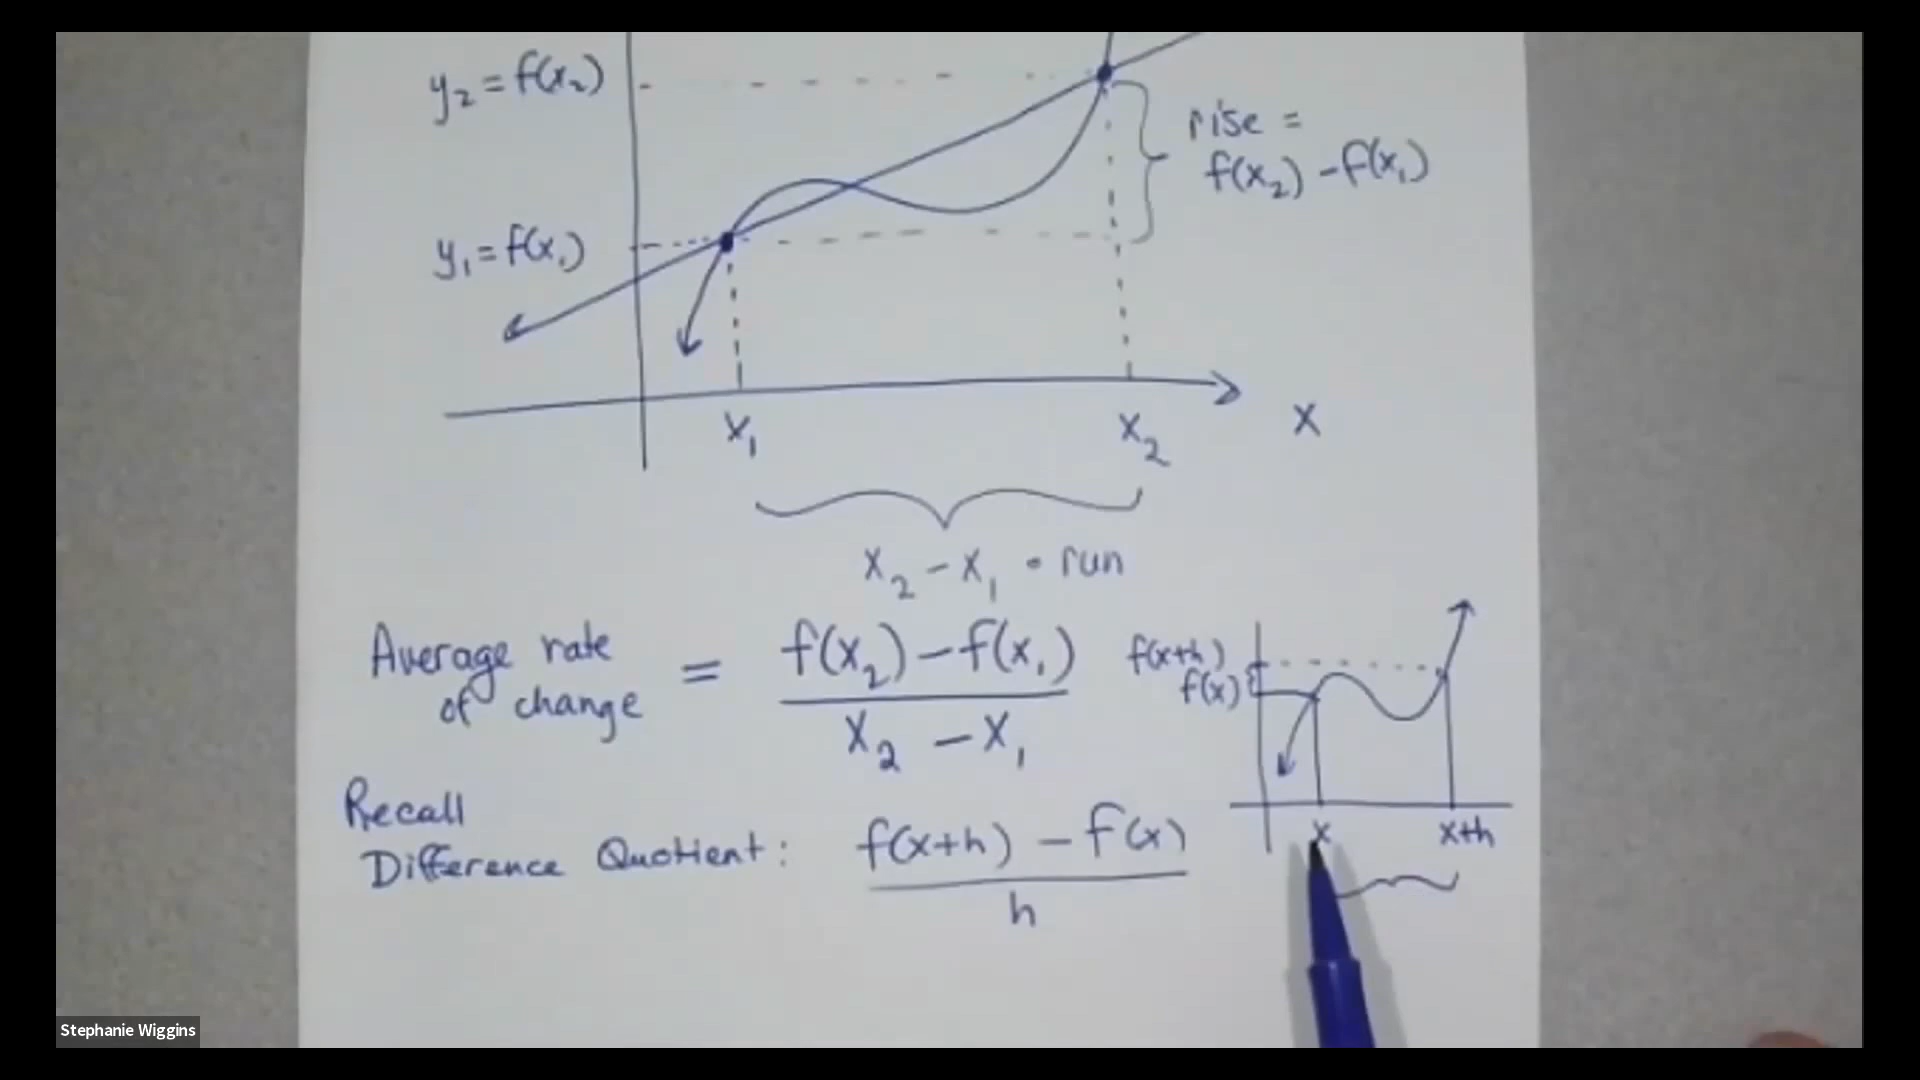 y₂ = f(x₂)
rise =
f(x₂) - f(x₁)
y₁ = f(x₁)
x₁
x₂
x
x₂ - x₁ = run
Average rate
of change
=
f(x₂) - f(x₁)
x₂ - x₁
f(x+h)
f(x)
x
x+h
Recall
Difference Quotient:
f(x+h) - f(x)
h
Stephanie Wiggins